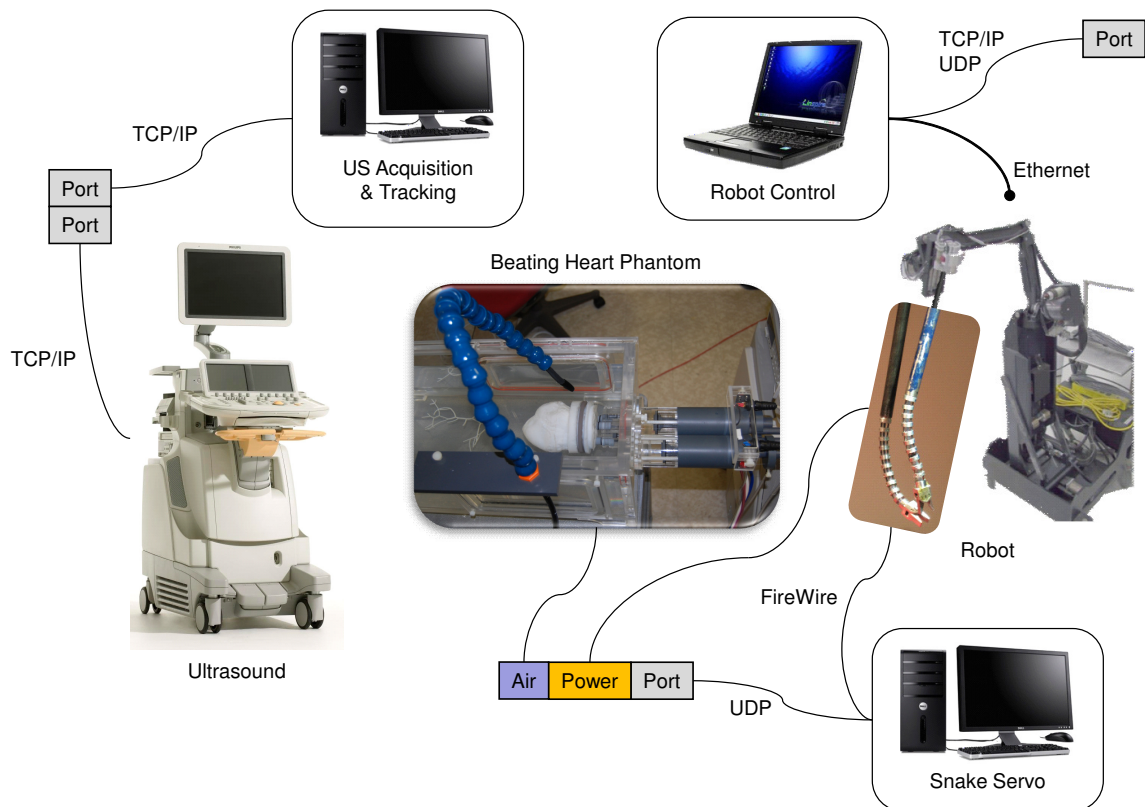 TCP/IP
UDP
Port
TCP/IP
US Acquisition
& Tracking
Robot Control
Ethernet
Port
Port
Beating Heart Phantom
TCP/IP
Robot
FireWire
Ultrasound
Air
Power
Port
UDP
Snake Servo